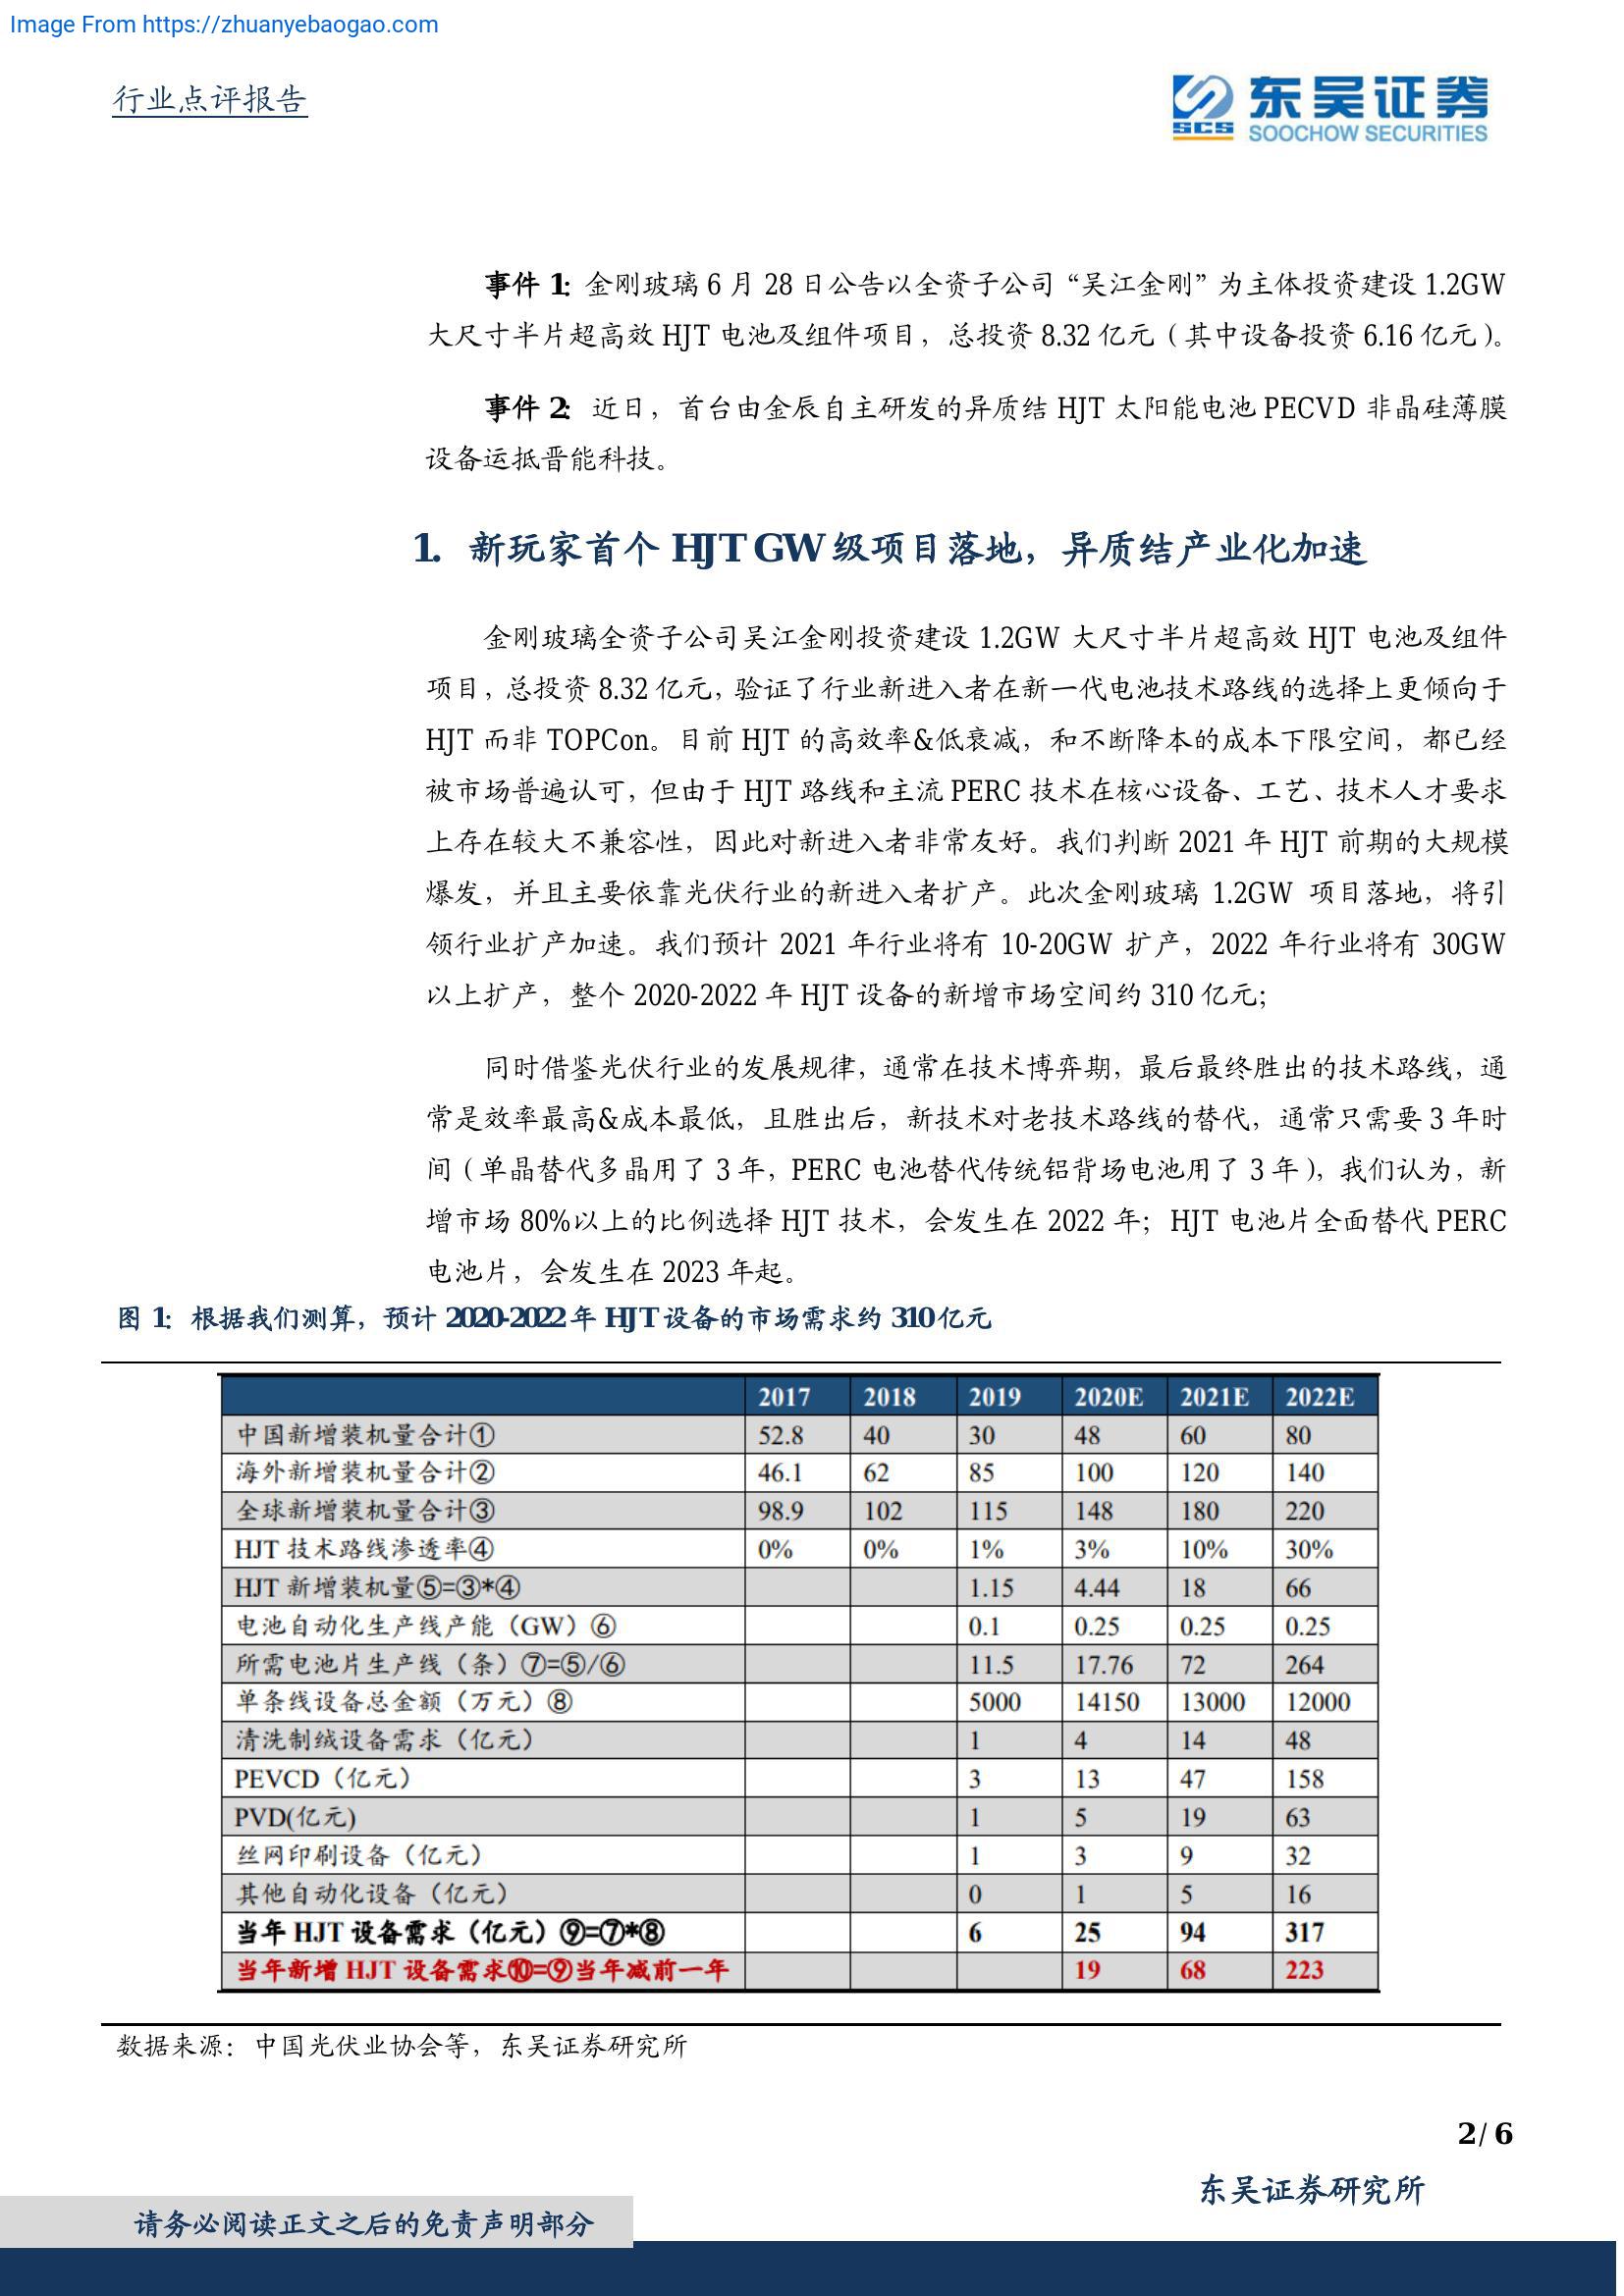 Image From https://zhuanyebaogao.com
行业点评报告
东吴证券
SCS
SOOCHOW SECURITIES
事件 1: 金刚玻璃 6 月 28 日公告以全资子公司“吴江金刚”为主体投资建设 1.2GW
大尺寸半片超高效 HJT 电池及组件项目，总投资 8.32 亿元（其中设备投资 6.16 亿元）。
事件 2: 近日，首台由金辰自主研发的异质结 HJT 太阳能电池 PECVD 非晶硅薄膜
设备运抵晋能科技。
1. 新玩家首个 HJT GW 级项目落地，异质结产业化加速
金刚玻璃全资子公司吴江金刚投资建设 1.2GW 大尺寸半片超高效 HJT 电池及组件
项目，总投资 8.32 亿元，验证了行业新进入者在新一代电池技术路线的选择上更倾向于
HJT 而非 TOPCon。目前 HJT 的高效率&低衰减，和不断降本的成本下限空间，都已经
被市场普遍认可，但由于 HJT 路线和主流 PERC 技术在核心设备、工艺、技术人才要求
上存在较大不兼容性，因此对新进入者非常友好。我们判断 2021 年 HJT 前期的大规模
爆发，并且主要依靠光伏行业的新进入者扩产。此次金刚玻璃 1.2GW 项目落地，将引
领行业扩产加速。我们预计 2021 年行业将有 10-20GW 扩产，2022 年行业将有 30GW
以上扩产，整个 2020-2022 年 HJT 设备的新增市场空间约 310 亿元；
同时借鉴光伏行业的发展规律，通常在技术博弈期，最后最终胜出的技术路线，通
常是效率最高&成本最低，且胜出后，新技术对老技术路线的替代，通常只需要 3 年时
间（单晶替代多晶用了 3 年，PERC 电池替代传统铝背场电池用了 3 年），我们认为，新
增市场 80%以上的比例选择 HJT 技术，会发生在 2022 年；HJT 电池片全面替代 PERC
电池片，会发生在 2023 年起。
图 1: 根据我们测算，预计 2020-2022 年 HJT 设备的市场需求约 310 亿元
2017 2018 2019 2020E 2021E 2022E
中国新增装机量合计① 52.8 40 30 48 60 80
海外新增装机量合计② 46.1 62 85 100 120 140
全球新增装机量合计③ 98.9 102 115 148 180 220
HJT 技术路线渗透率④ 0% 0% 1% 3% 10% 30%
HJT 新增装机量⑤=③*④ 1.15 4.44 18 66
电池自动化生产线产能（GW）⑥ 0.1 0.25 0.25 0.25
所需电池片生产线（条）⑦=⑤/⑥ 11.5 17.76 72 264
单条线设备总金额（万元）⑧ 5000 14150 13000 12000
清洗制绒设备需求（亿元） 1 4 14 48
PEVCD（亿元） 3 13 47 158
PVD(亿元) 1 5 19 63
丝网印刷设备（亿元） 1 3 9 32
其他自动化设备（亿元） 0 1 5 16
当年 HJT 设备需求（亿元）⑨=⑦*⑧ 6 25 94 317
当年新增 HJT 设备需求⑩=⑨当年减前一年 19 68 223
数据来源：中国光伏业协会等，东吴证券研究所
2 / 6
东吴证券研究所
请务必阅读正文之后的免责声明部分